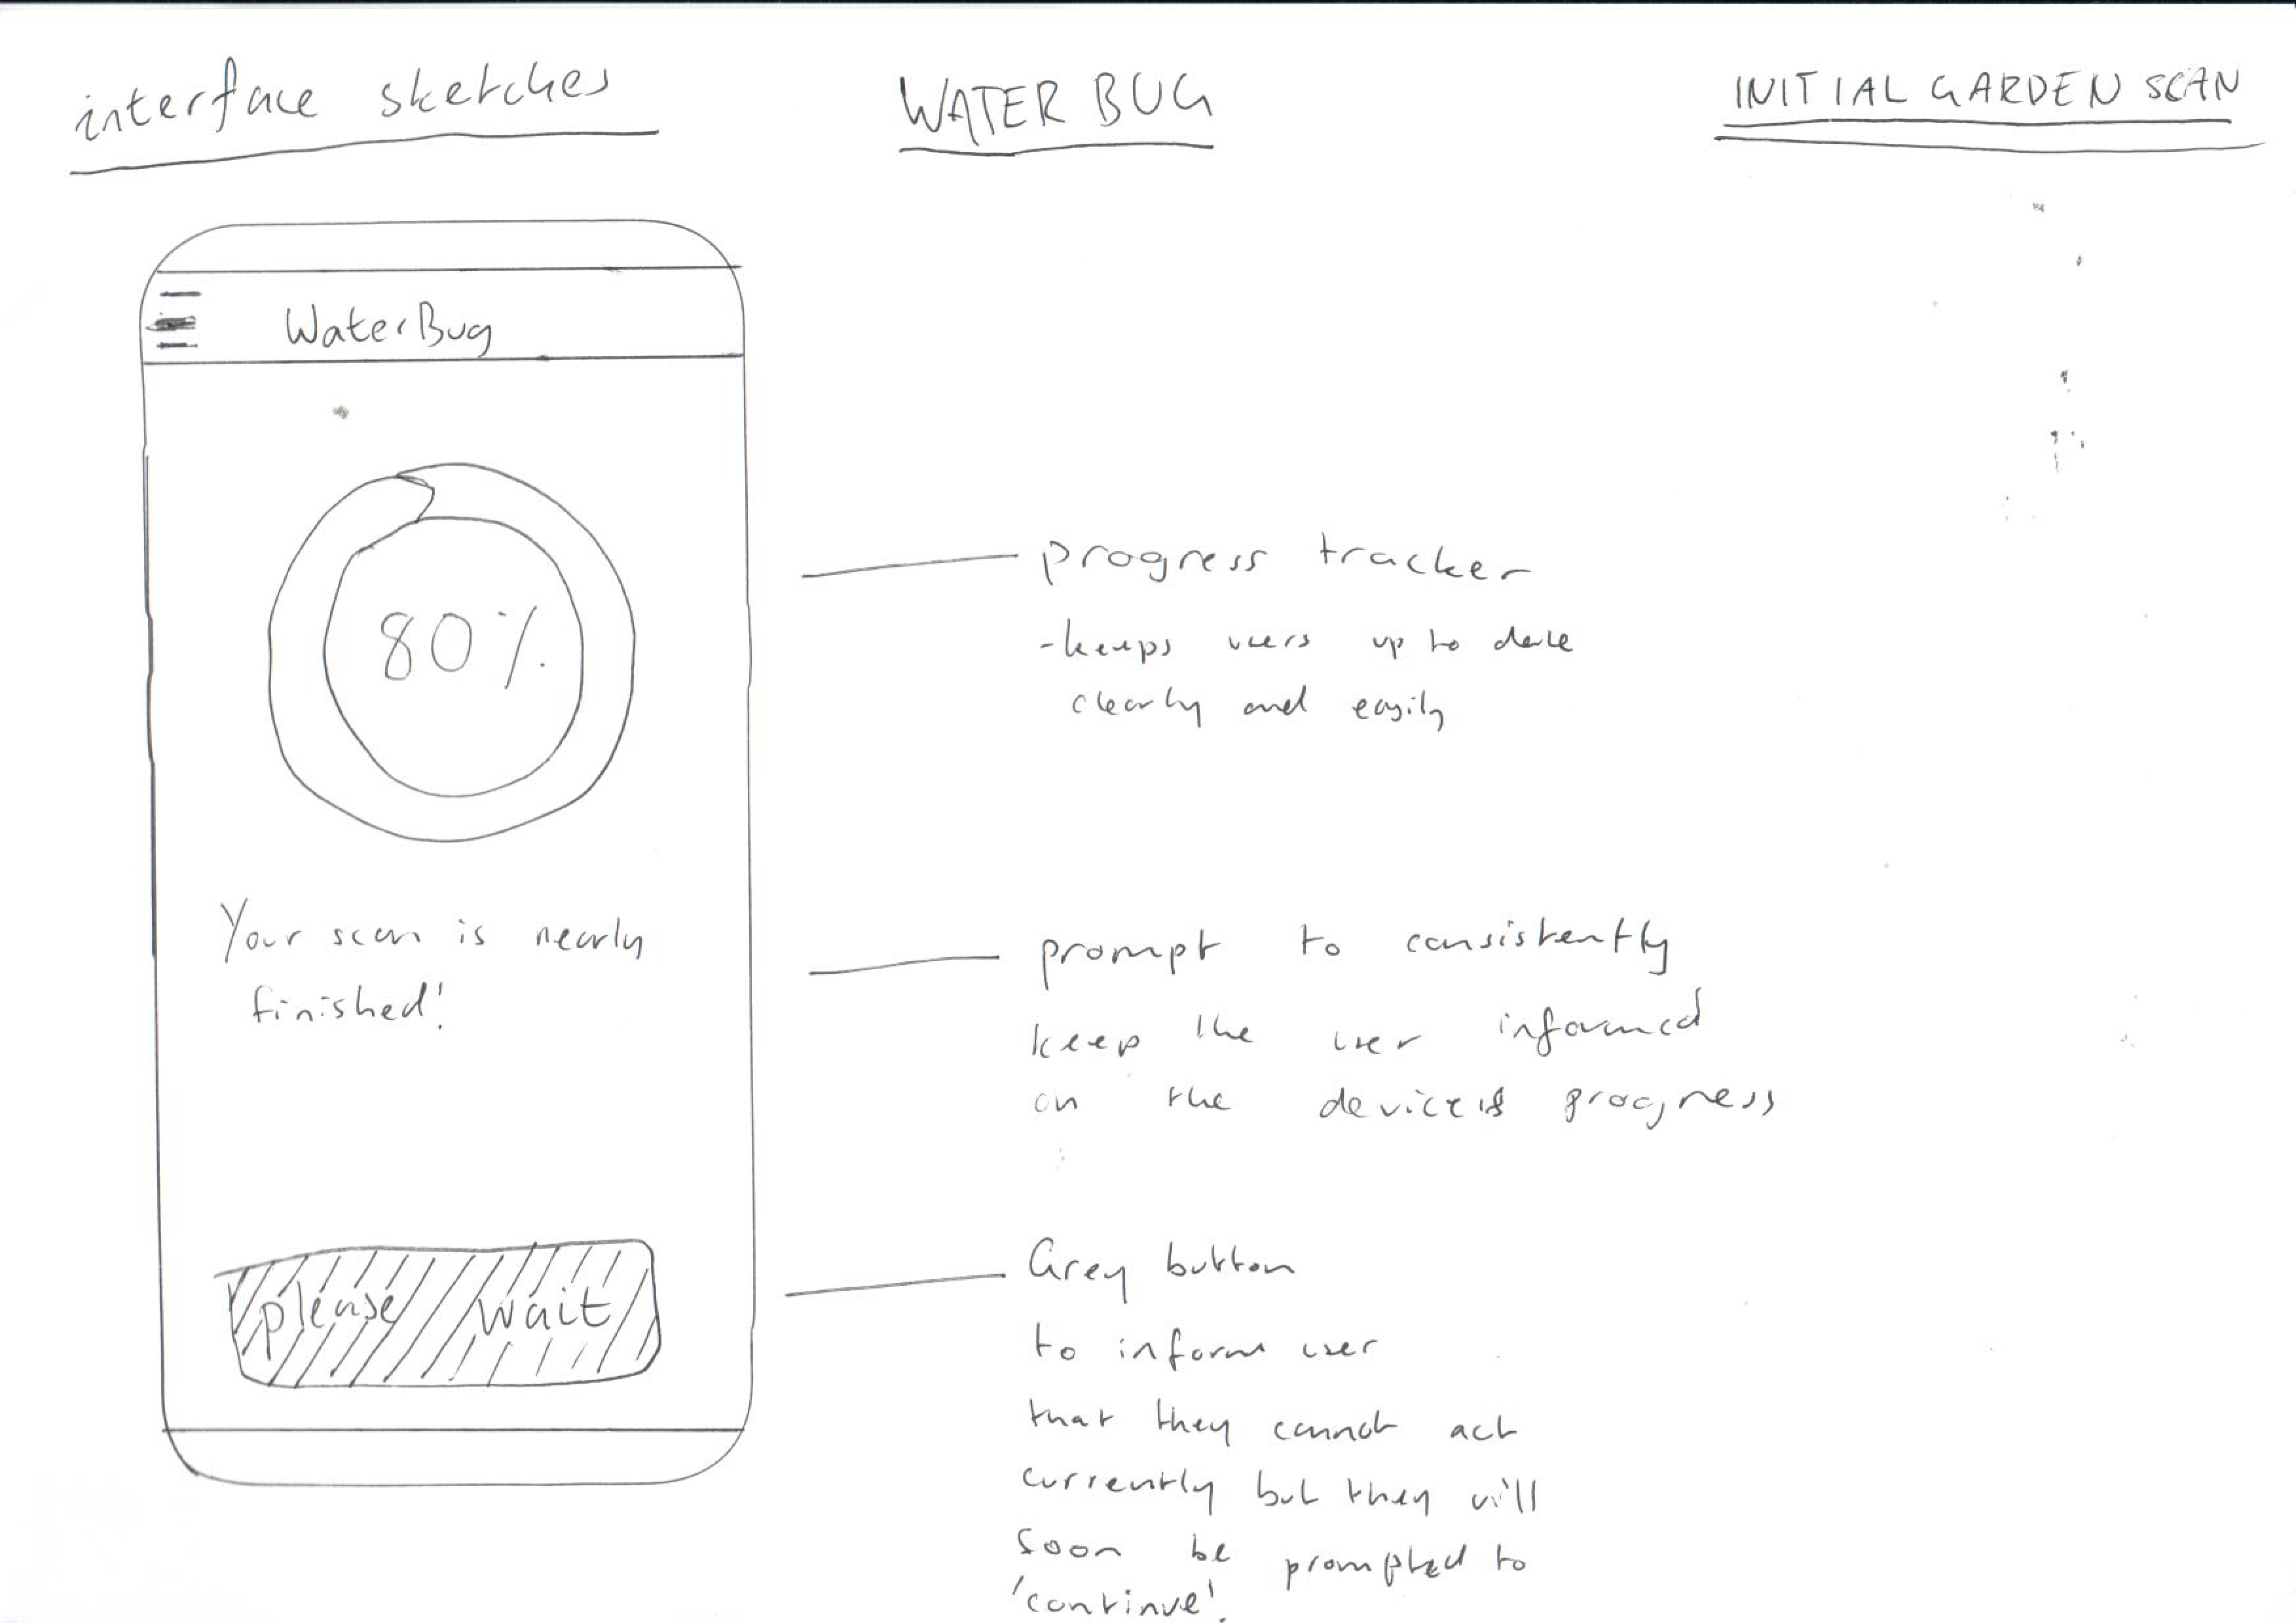 interface sketches
WATER BUG
INITIAL GARDEN SCAN
WaterBug
80%
Your scan is nearly
finished!
please wait
progress tracker
-keeps users up to date
clearly and easily
prompt to consistently
keep the user informed
on the device's progress
Grey button
to inform user
that they cannot act
currently but they will
soon be prompted to
'continue'.